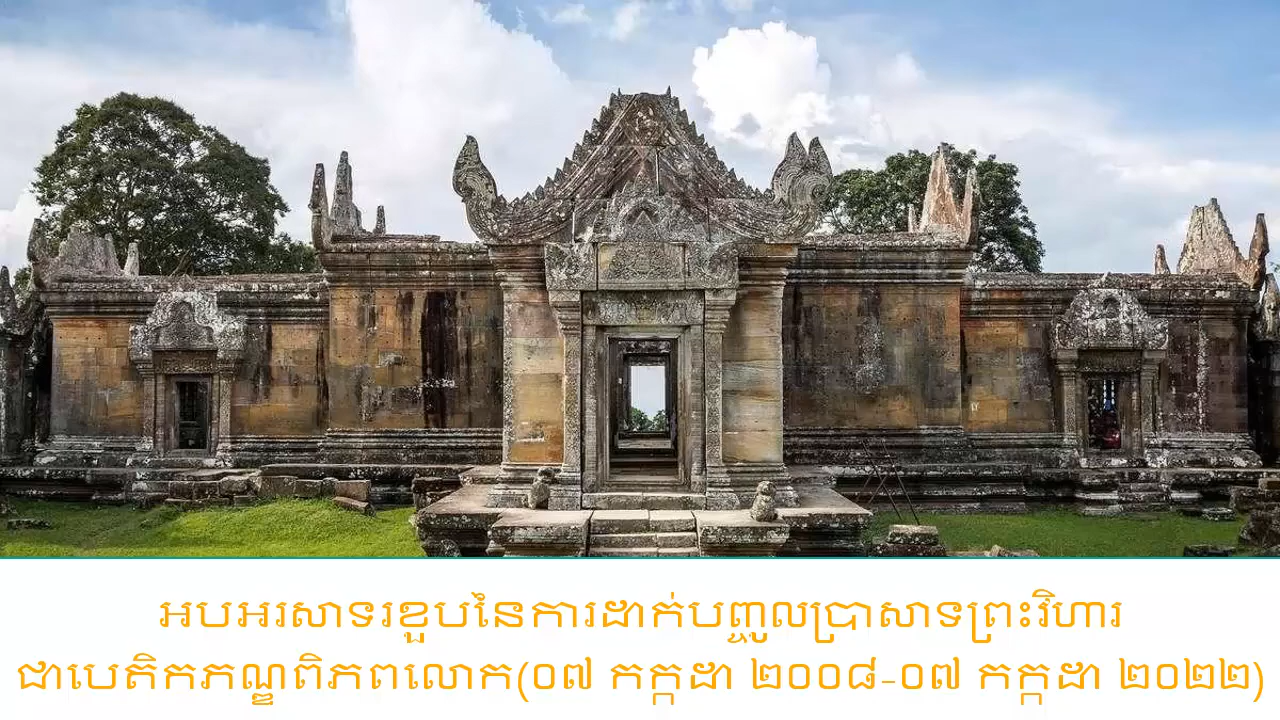 អបអរសាទរខួបនៃការដាក់បញ្ចូលប្រាសាទព្រះវិហារ
ជាបេតិកភណ្ឌពិភពលោក(០៧ កក្កដា ២០០៨-០៧ កក្កដា ២០២២)